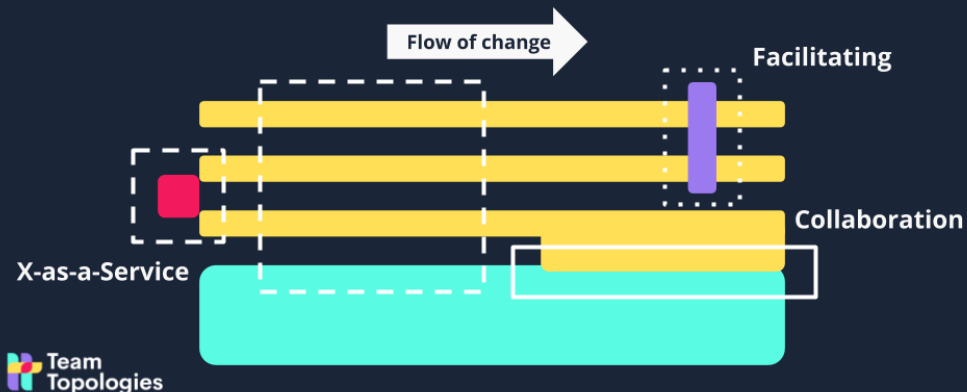 Flow of change
Facilitating
Collaboration
X-as-a-Service
Team
Topologies